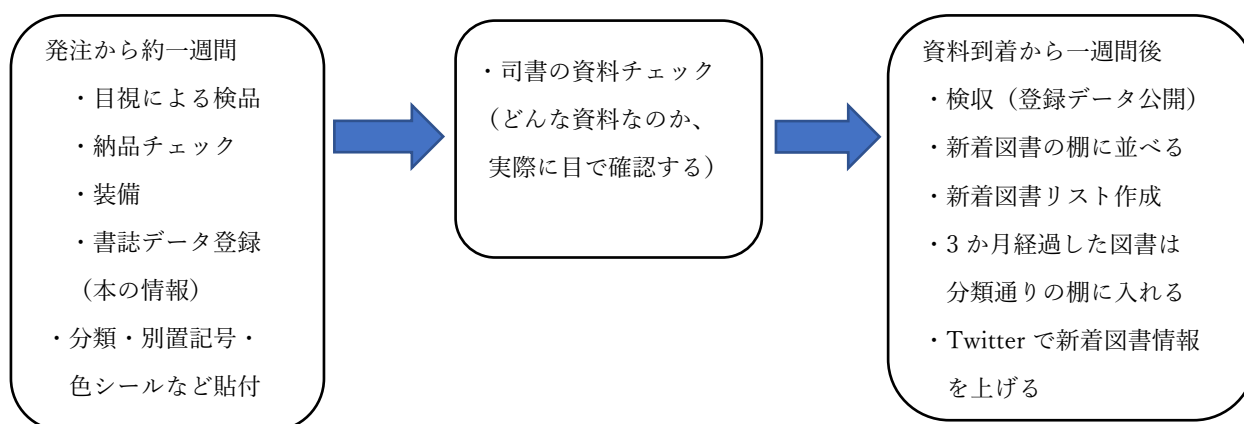 発注から約一週間
・目視による検品
・納品チェック
・装備
・書誌データ登録
（本の情報）
・分類・別置記号・
色シールなど貼付
・司書の資料チェック
（どんな資料なのか、
実際に目で確認する）
資料到着から一週間後
・検収（登録データ公開）
・新着図書の棚に並べる
・新着図書リスト作成
・3 か月経過した図書は
分類通りの棚に入れる
・Twitter で新着図書情報
を上げる